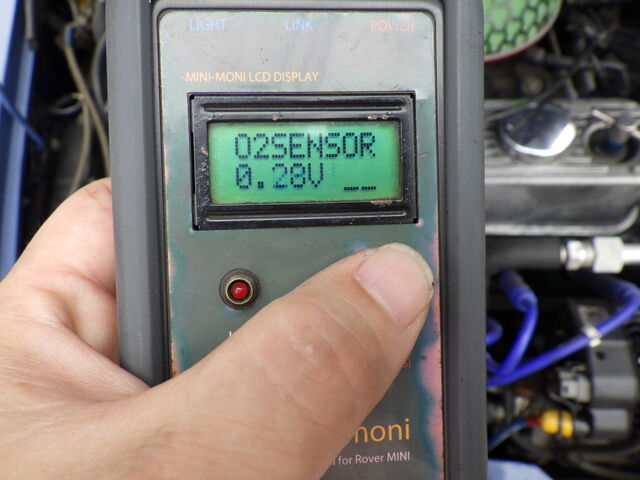 LIGHT LINK POWER
MINI-MONI LCD DISPLAY
O2SENSOR
0.28V __
moni
for Rover MINI